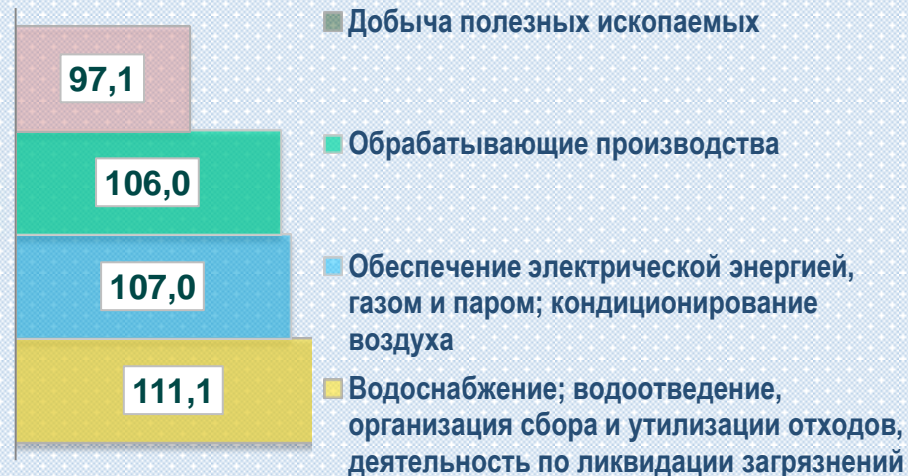 97,1
Добыча полезных ископаемых
106,0
Обрабатывающие производства
107,0
Обеспечение электрической энергией,
газом и паром; кондиционирование
воздуха
111,1
Водоснабжение; водоотведение,
организация сбора и утилизации отходов,
деятельность по ликвидации загрязнений